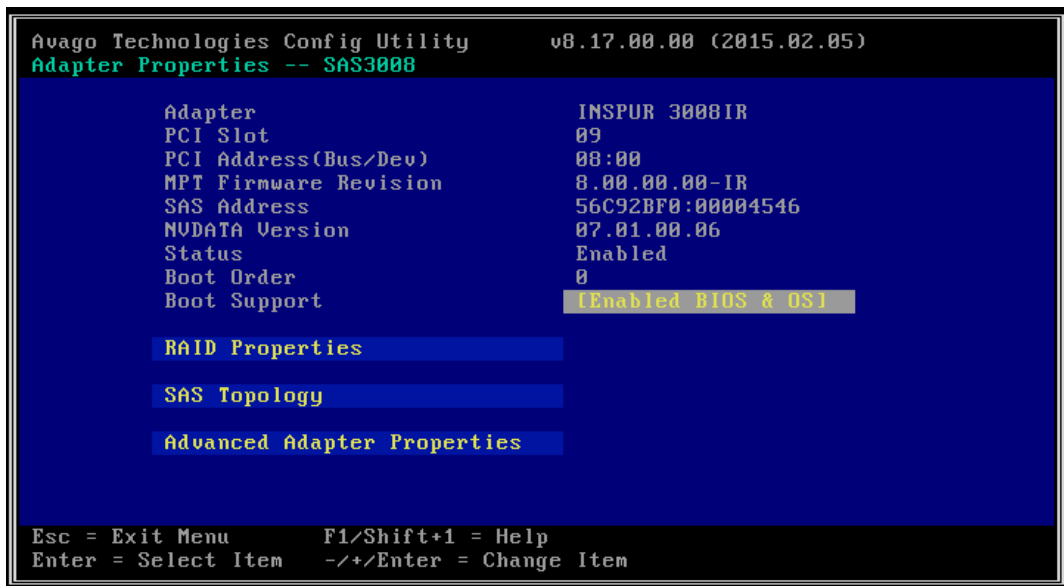 Avago Technologies Config Utility v8.17.00.00 (2015.02.05)
Adapter Properties -- SAS3008
Adapter INSPUR 3008IR
PCI Slot 09
PCI Address(Bus/Dev) 08:00
MPT Firmware Revision 8.00.00.00-IR
SAS Address 56C92BF0:00004546
NVDATA Version 07.01.00.06
Status Enabled
Boot Order 0
Boot Support [Enabled BIOS & OS]
RAID Properties
SAS Topology
Advanced Adapter Properties
Esc = Exit Menu F1/Shift+1 = Help
Enter = Select Item -/+/Enter = Change Item